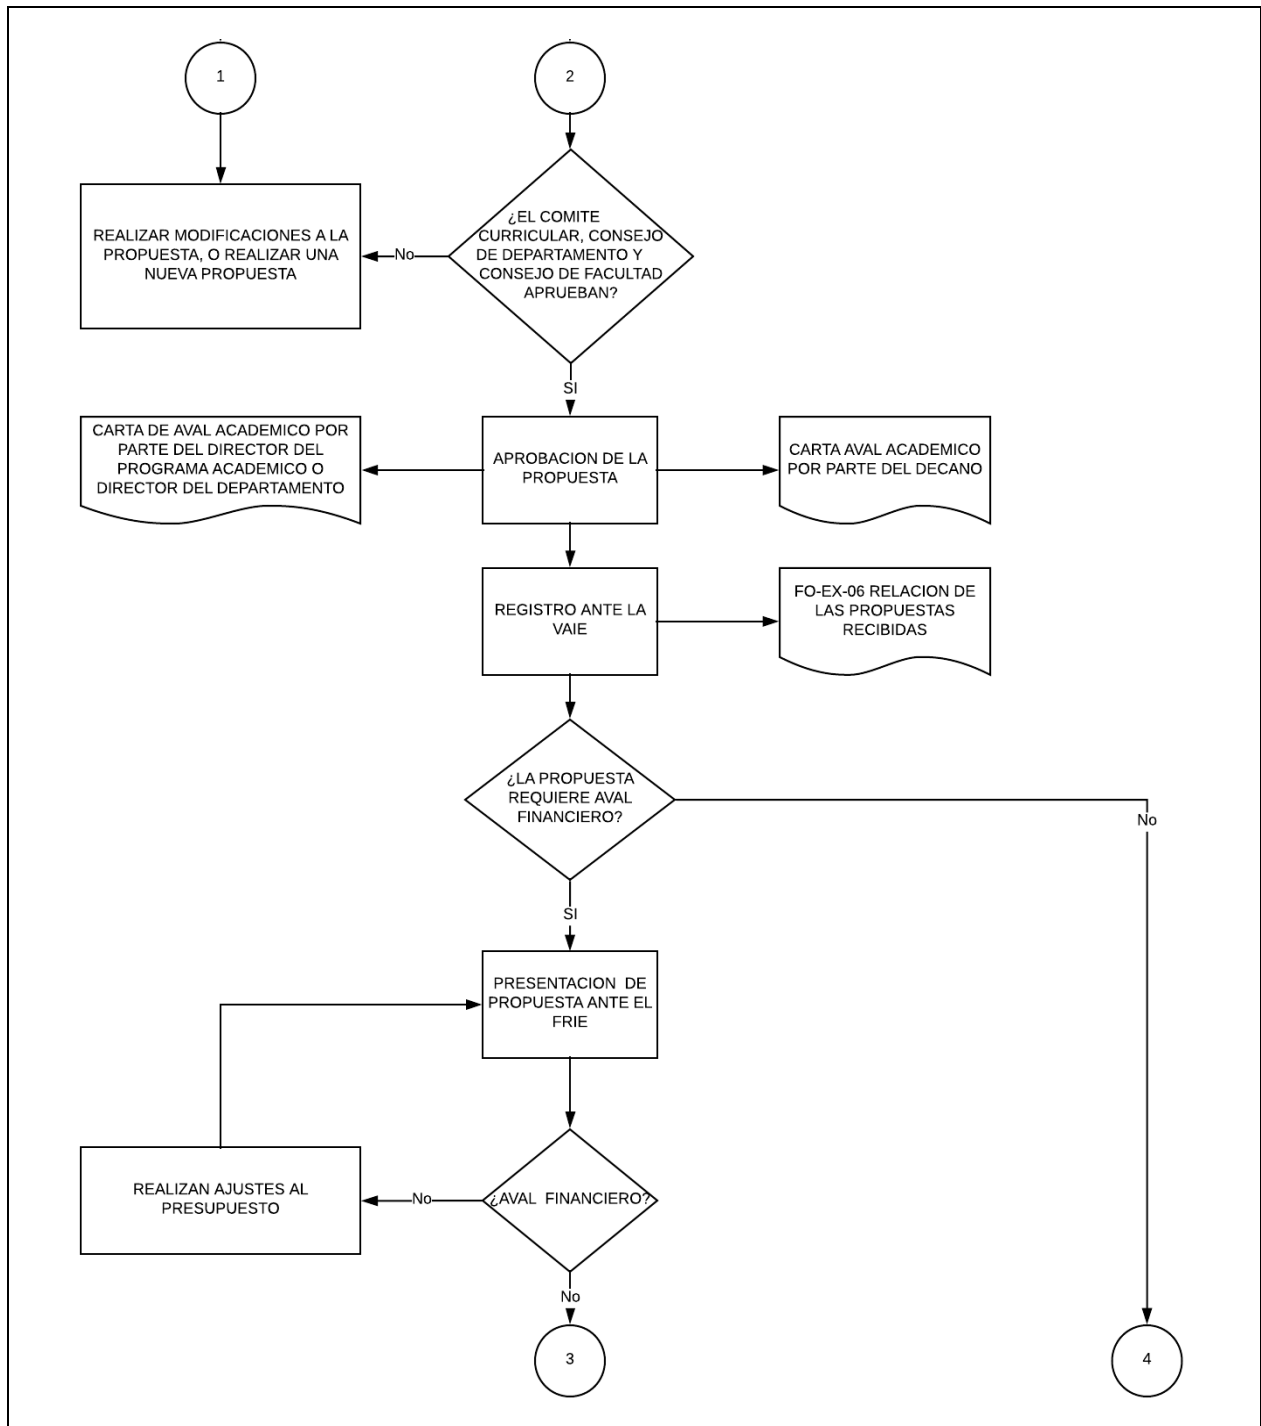 1
2
¿EL COMITE
CURRICULAR, CONSEJO
DE DEPARTAMENTO Y
CONSEJO DE FACULTAD
APRUEBAN?
No
REALIZAR MODIFICACIONES A LA
PROPUESTA, O REALIZAR UNA
NUEVA PROPUESTA
SI
CARTA DE AVAL ACADEMICO POR
PARTE DEL DIRECTOR DEL
PROGRAMA ACADEMICO O
DIRECTOR DEL DEPARTAMENTO
APROBACION DE LA
PROPUESTA
CARTA AVAL ACADEMICO
POR PARTE DEL DECANO
REGISTRO ANTE LA
VAIE
FO-EX-06 RELACION DE
LAS PROPUESTAS
RECIBIDAS
¿LA PROPUESTA
REQUIERE AVAL
FINANCIERO?
No
SI
PRESENTACION  DE
PROPUESTA ANTE EL
FRIE
REALIZAN AJUSTES AL
PRESUPUESTO
No
¿AVAL  FINANCIERO?
No
3
4